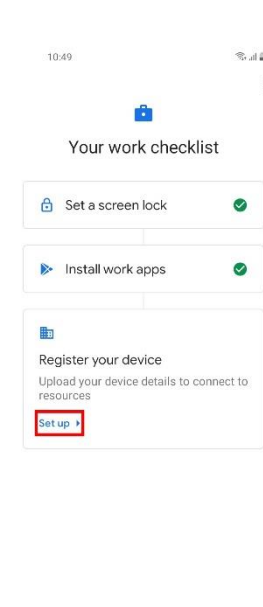 10:49
Your work checklist
Set a screen lock
Install work apps
Register your device
Upload your device details to connect to
resources
Set up